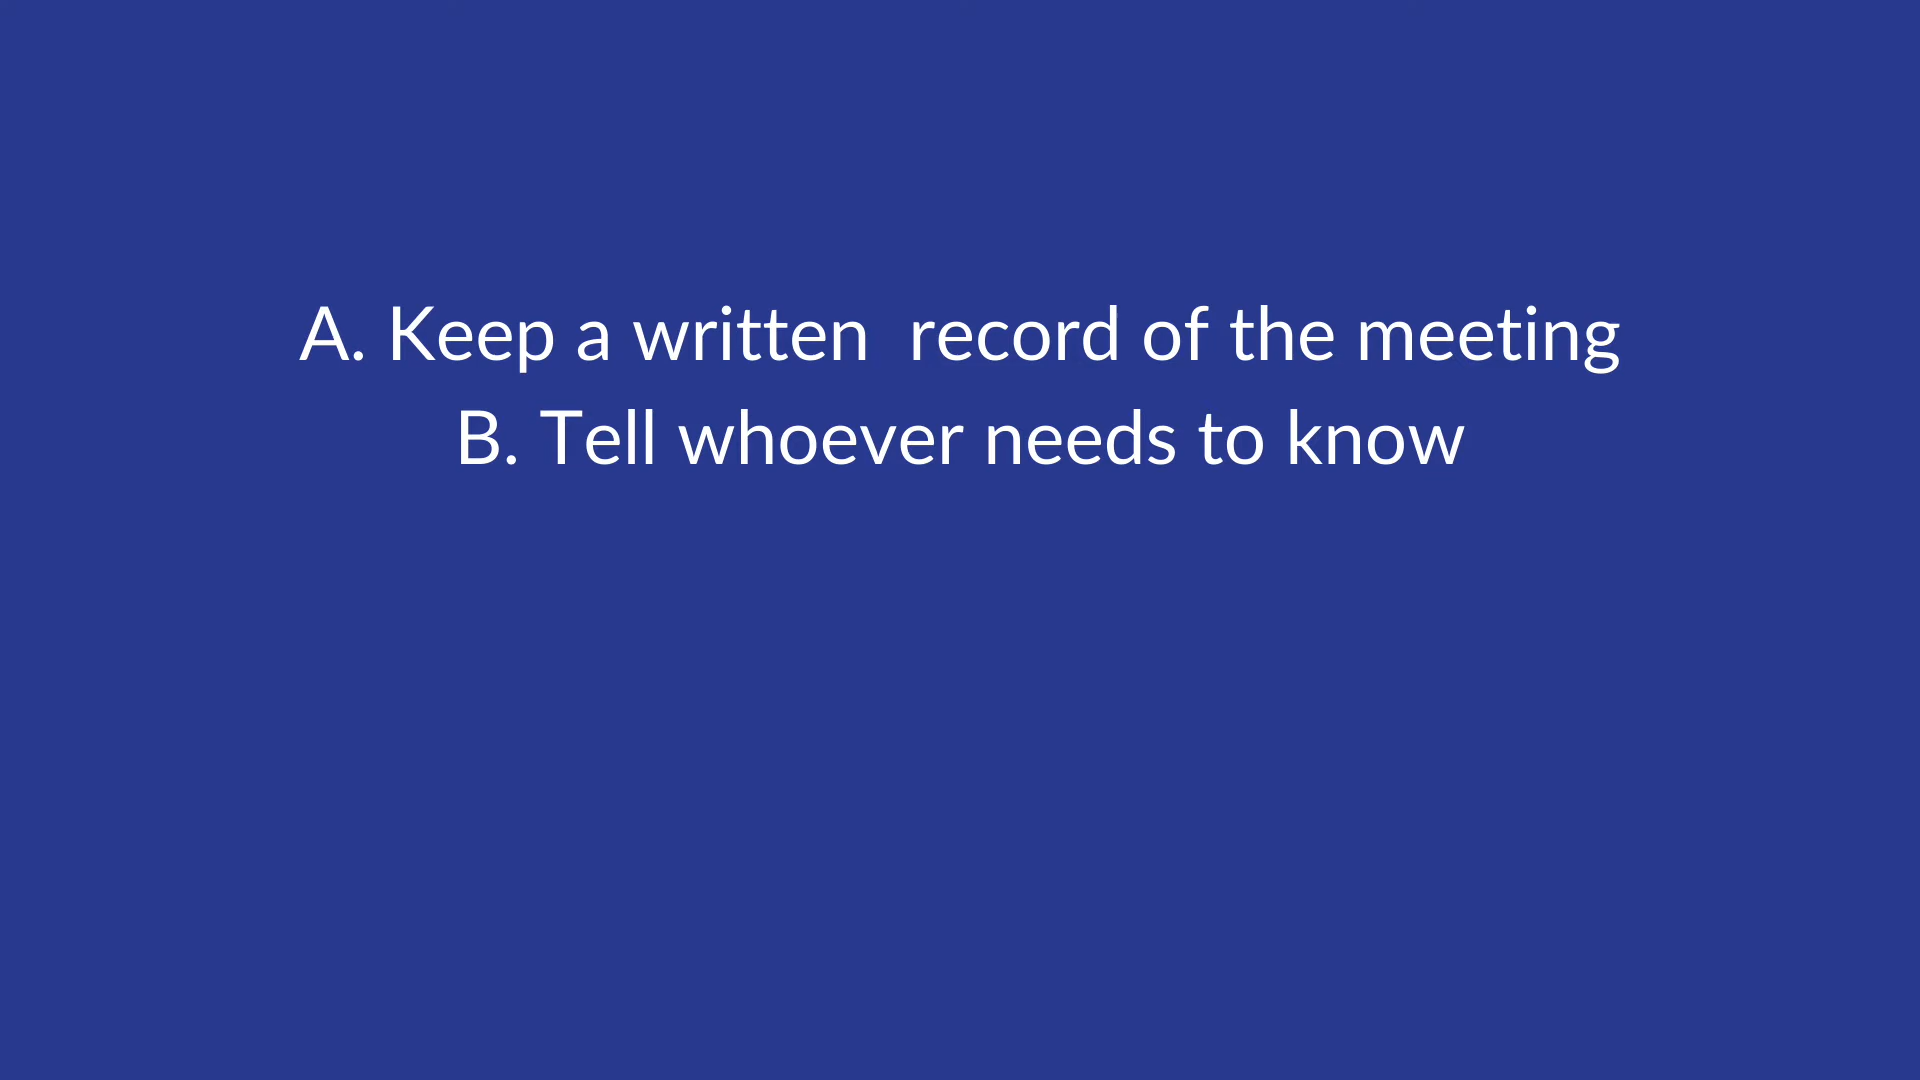 A. Keep a written  record of the meeting
B. Tell whoever needs to know